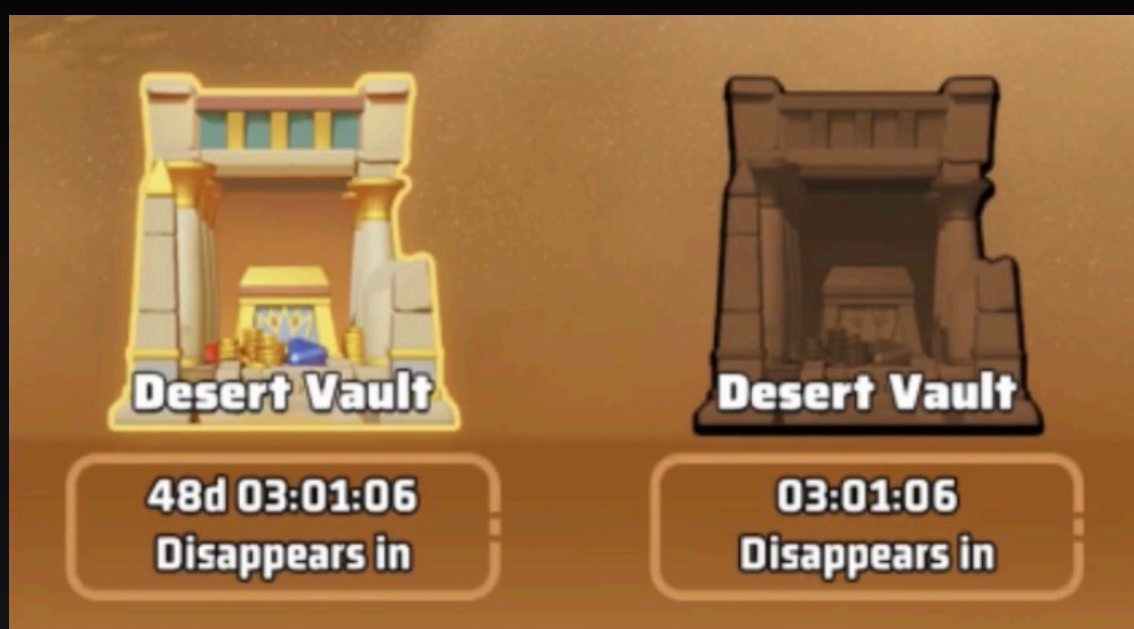 Desert Vault
48d 03:01:06
Disappears in
Desert Vault
03:01:06
Disappears in